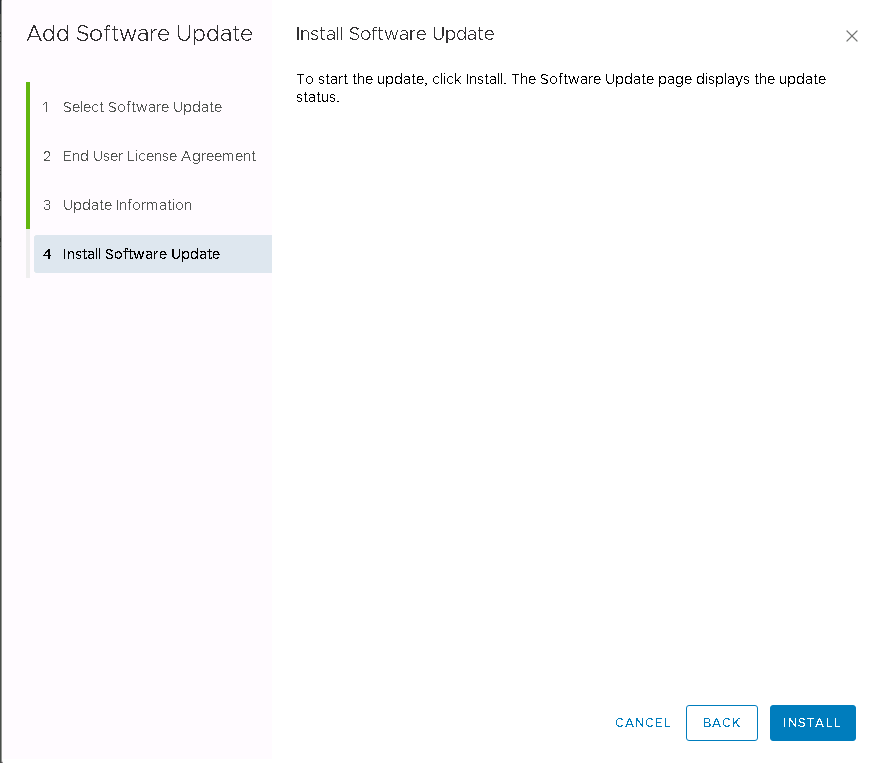 Add Software Update
1 Select Software Update
2 End User License Agreement
3 Update Information
4 Install Software Update
Install Software Update
To start the update, click Install. The Software Update page displays the update
status.
CANCEL
BACK
INSTALL